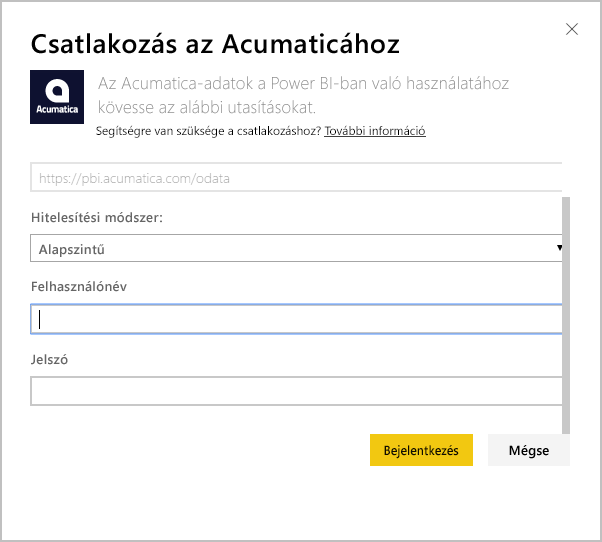 Csatlakozás az Acumaticához
Acumatica
Az Acumatica-adatok a Power BI-ban való használatához
kövesse az alábbi utasításokat.
Segítségre van szüksége a csatlakozáshoz? További információ
https://pbi.acumatica.com/odata
Hitelesítési módszer:
Alapszintű
Felhasználónév
Jelszó
Bejelentkezés
Mégse